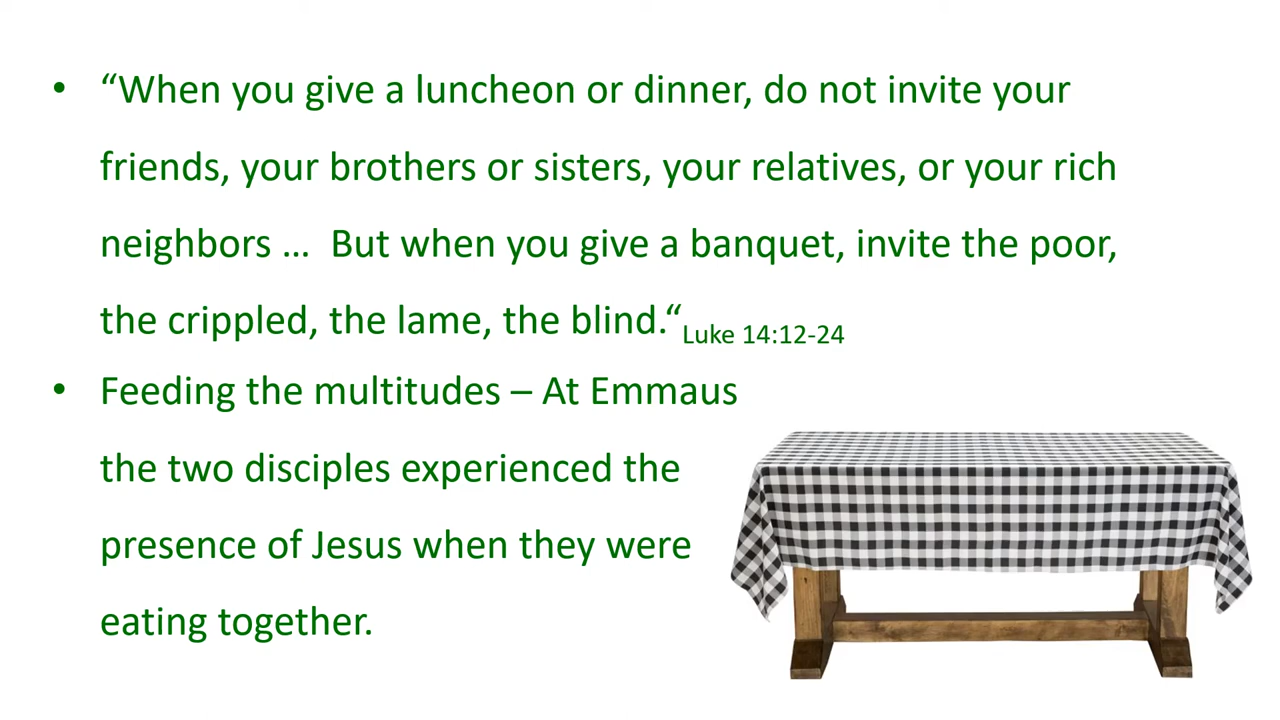 • “When you give a luncheon or dinner, do not invite your
friends, your brothers or sisters, your relatives, or your rich
neighbors …  But when you give a banquet, invite the poor,
the crippled, the lame, the blind.“ Luke 14:12-24
• Feeding the multitudes – At Emmaus
the two disciples experienced the
presence of Jesus when they were
eating together.